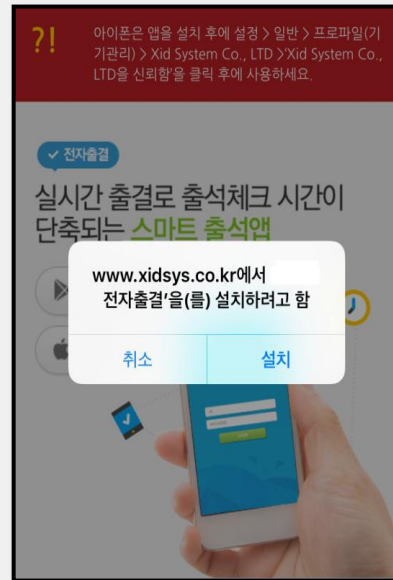 ?!
아이폰은 앱을 설치 후에 설정 > 일반 > 프로파일(기
기관리) > Xid System Co., LTD >'Xid System Co.,
LTD을 신뢰함'을 클릭 후에 사용하세요.
전자출결
실시간 출결로 출석체크 시간이
단축되는 스마트 출석앱
www.xidsys.co.kr에서
전자출결'을(를) 설치하려고 함
취소
설치